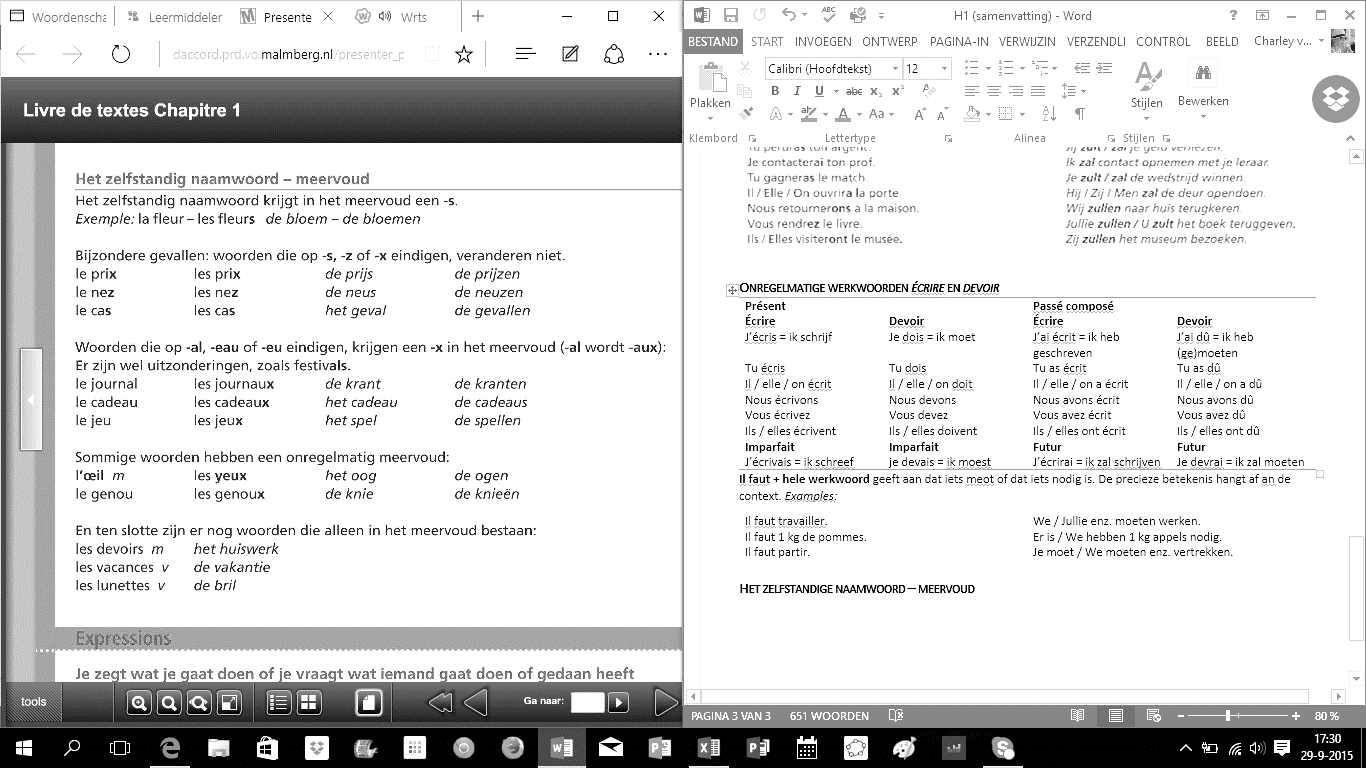 Woordenscha
Leermiddeler
Presente
Wrts
daccord.prd.vo.malmberg.nl/presenter_p
Livre de textes Chapitre 1
Het zelfstandig naamwoord – meervoud
Het zelfstandig naamwoord krijgt in het meervoud een -s.
Exemple: la fleur – les fleurs de bloem – de bloemen
Bijzondere gevallen: woorden die op -s, -z of -x eindigen, veranderen niet.
le prix les prix de prijs de prijzen
le nez les nez de neus de neuzen
le cas les cas het geval de gevallen
Woorden die op -al, -eau of -eu eindigen, krijgen een -x in het meervoud (-al wordt -aux):
Er zijn wel uitzonderingen, zoals festivals.
le journal les journaux de krant de kranten
le cadeau les cadeaux het cadeau de cadeaus
le jeu les jeux het spel de spellen
Sommige woorden hebben een onregelmatig meervoud:
l'œil m les yeux het oog de ogen
le genou les genoux de knie de knieën
En ten slotte zijn er nog woorden die alleen in het meervoud bestaan:
les devoirs m het huiswerk
les vacances v de vakantie
les lunettes v de bril
Expressions
Je zegt wat je gaat doen of je vraagt wat iemand gaat doen of gedaan heeft
tools
Ga naar:
H1 (samenvatting) - Word
BESTAND START INVOEGEN ONTWERP PAGINA-IN VERWIJZIN VERZENDLI CONTROL BEELD Charley v...
Plakken
Calibri (Hoofdtekst) 12
Stijlen
Bewerken
Klembord Lettertype Alinea Stijlen
Tu perdras ton argent. Jij zult / zal je geld verliezen.
Je contacterai ton prof. Ik zal contact opnemen met je leraar.
Tu gagneras le match. Je zult / zal de wedstrijd winnen.
Il / Elle / On ouvrira la porte. Hij / Zij / Men zal de deur opendoen.
Nous retournerons à la maison. Wij zullen naar huis terugkeren.
Vous rendrez le livre. Jullie zullen / U zult het boek teruggeven.
Ils / Elles visiteront le musée. Zij zullen het museum bezoeken.
ONREGELMATIGE WERKWOORDEN ÉCRIRE EN DEVOIR
Présent Passé composé
Écrire Devoir Écrire Devoir
J'écris = ik schrijf Je dois = ik moet J'ai écrit = ik heb J'ai dû = ik heb
geschreven (ge)moeten
Tu écris Tu dois Tu as écrit Tu as dû
Il / elle / on écrit Il / elle / on doit Il / elle / on a écrit Il / elle / on a dû
Nous écrivons Nous devons Nous avons écrit Nous avons dû
Vous écrivez Vous devez Vous avez écrit Vous avez dû
Ils / elles écrivent Ils / elles doivent Ils / elles ont écrit Ils / elles ont dû
Imparfait Imparfait Futur Futur
J'écrivais = ik schreef je devais = ik moest J'écrirai = ik zal schrijven Je devrai = ik zal moeten
Il faut + hele werkwoord geeft aan dat iets meot of dat iets nodig is. De precieze betekenis hangt af an de
context. Examples:
Il faut travailler. We / Jullie enz. moeten werken.
Il faut 1 kg de pommes. Er is / We hebben 1 kg appels nodig.
Il faut partir. Je moet / We moeten enz. vertrekken.
HET ZELFSTANDIGE NAAMWOORD – MEERVOUD
PAGINA 3 VAN 3 651 WOORDEN 80 %
17:30
29-9-2015